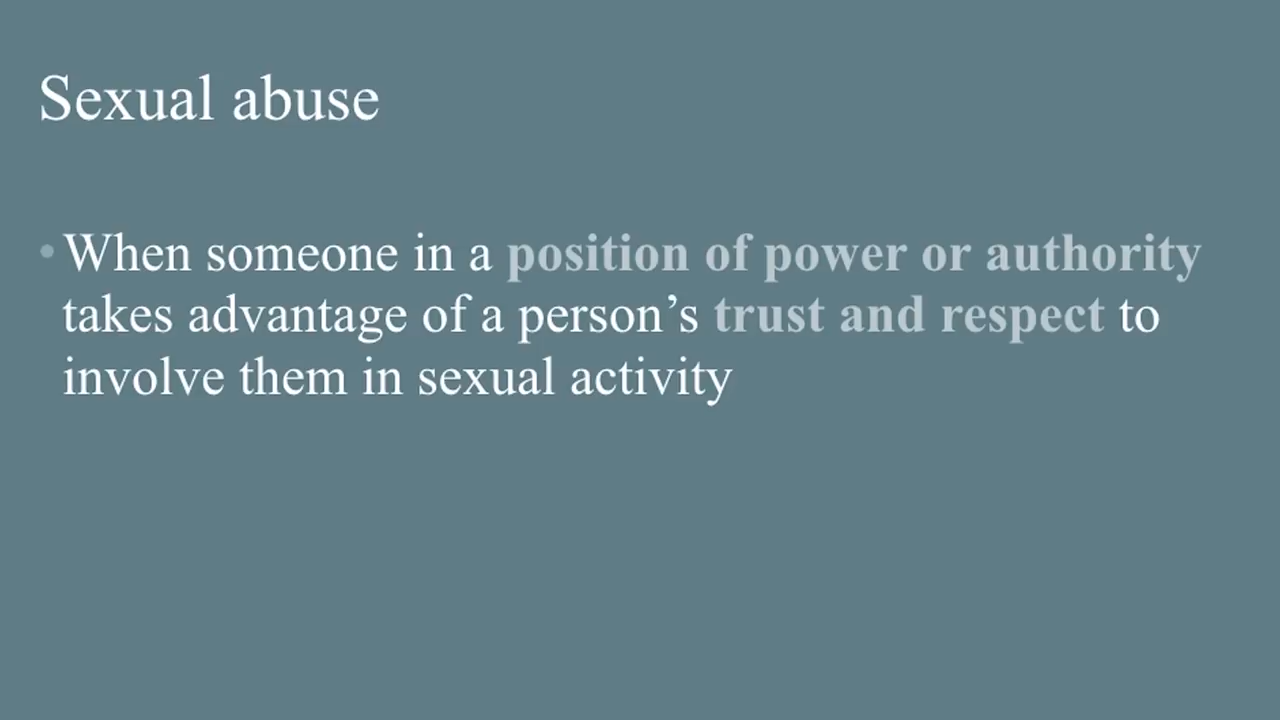 Sexual abuse
•When someone in a position of power or authority
takes advantage of a person’s trust and respect to
involve them in sexual activity